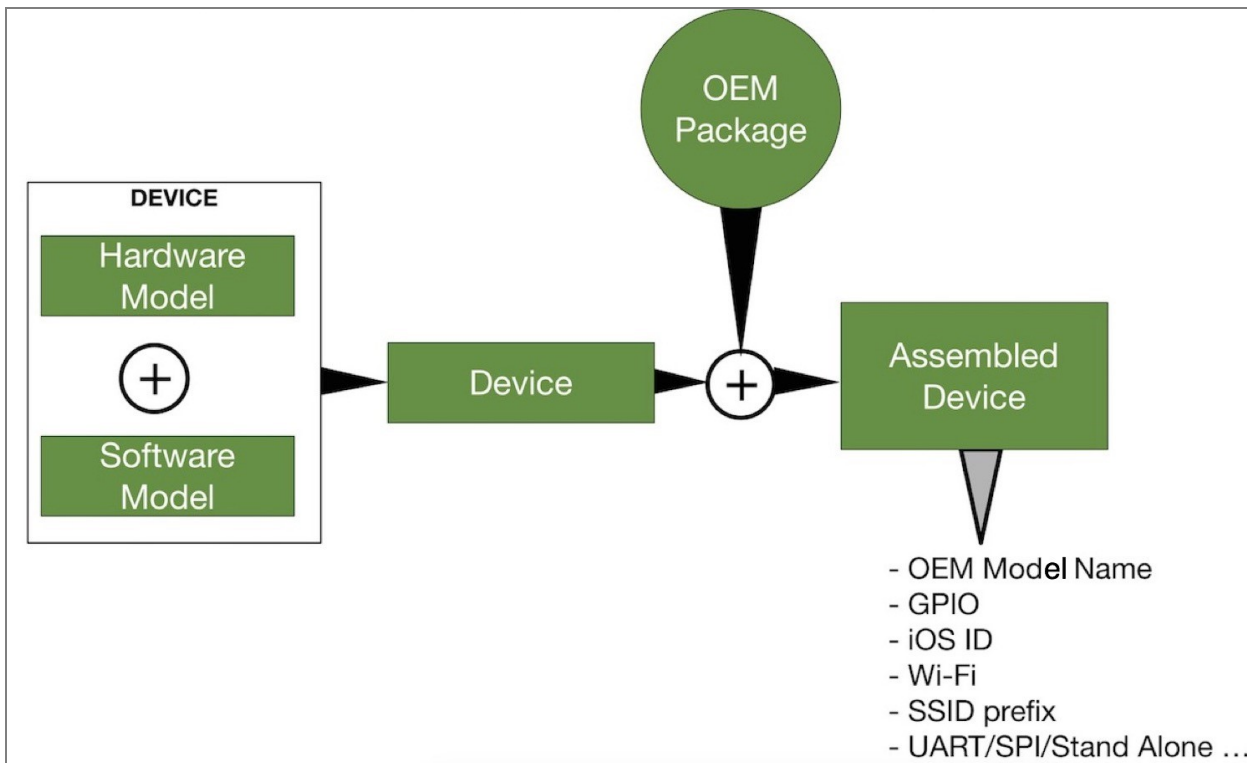 OEM
Package
DEVICE
Hardware
Model
+
Software
Model
Device
+
Assembled
Device
- OEM Model Name
- GPIO
- iOS ID
- Wi-Fi
- SSID prefix
- UART/SPI/Stand Alone ...